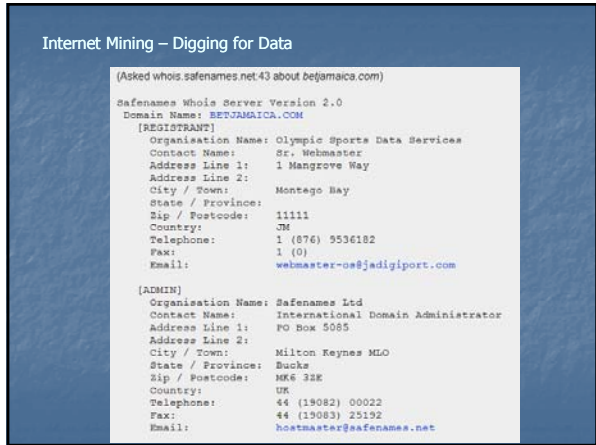 Internet Mining – Digging for Data
(Asked whois.safenames.net:43 about betjamaica.com)
Safenames Whois Server Version 2.0
Domain Name: BETJAMAICA.COM
[REGISTRANT]
Organisation Name: Olympic Sports Data Services
Contact Name: Sr. Webmaster
Address Line 1: 1 Mangrove Way
Address Line 2:
City / Town: Montego Bay
State / Province:
Zip / Postcode: 11111
Country: JM
Telephone: 1 (876) 9536182
Fax: 1 (0)
Email: webmaster-os@jadigiport.com
[ADMIN]
Organisation Name: Safenames Ltd
Contact Name: International Domain Administrator
Address Line 1: PO Box 5085
Address Line 2:
City / Town: Milton Keynes MLO
State / Province: Bucks
Zip / Postcode: MK6 3ZE
Country: UK
Telephone: 44 (19082) 00022
Fax: 44 (19083) 25192
Email: hostmaster@safenames.net